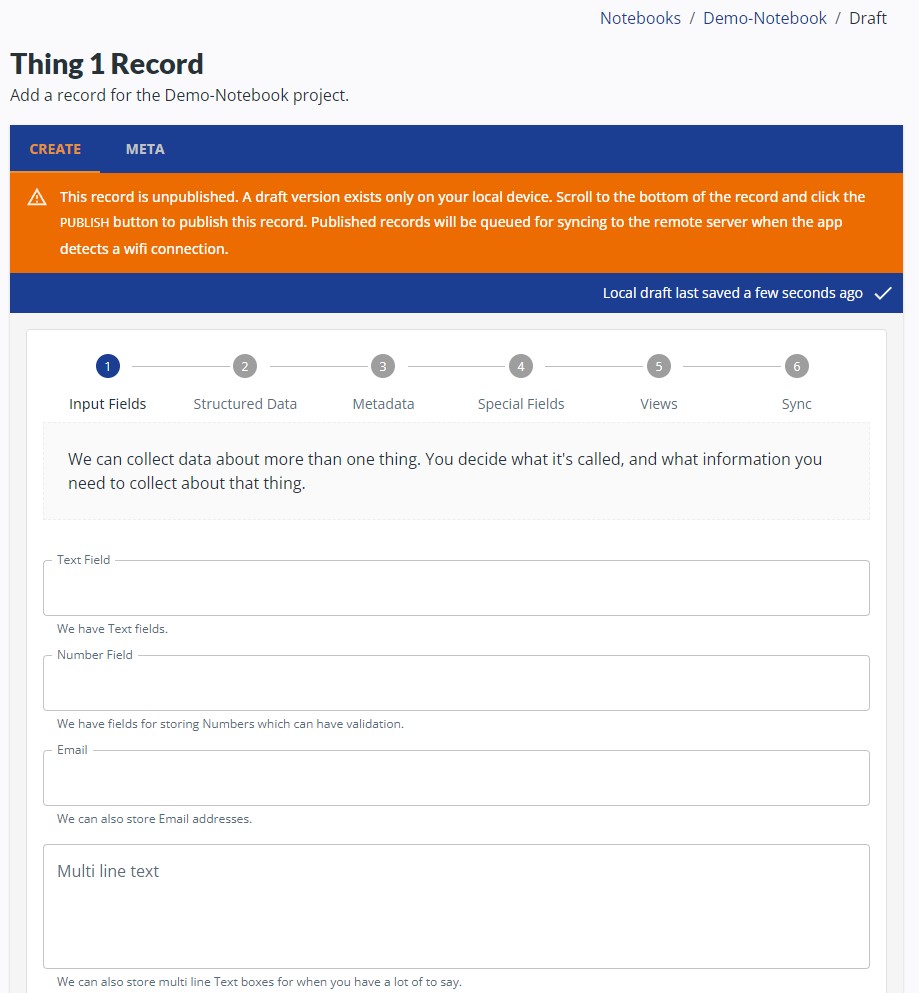 Notebooks / Demo-Notebook / Draft
Thing 1 Record
Add a record for the Demo-Notebook project.
CREATE META
This record is unpublished. A draft version exists only on your local device. Scroll to the bottom of the record and click the
PUBLISH button to publish this record. Published records will be queued for syncing to the remote server when the app
detects a wifi connection.
Local draft last saved a few seconds ago
1 2 3 4 5 6
Input Fields Structured Data Metadata Special Fields Views Sync
We can collect data about more than one thing. You decide what it's called, and what information you
need to collect about that thing.
Text Field
We have Text fields.
Number Field
We have fields for storing Numbers which can have validation.
Email
We can also store Email addresses.
Multi line text
We can also store multi line Text boxes for when you have a lot of to say.